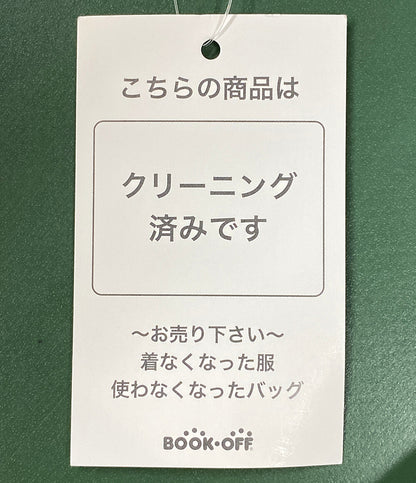 こちらの商品は
クリーニング
済みです
～お売り下さい～
着なくなった服
使わなくなったバッグ
BOOK・OFF